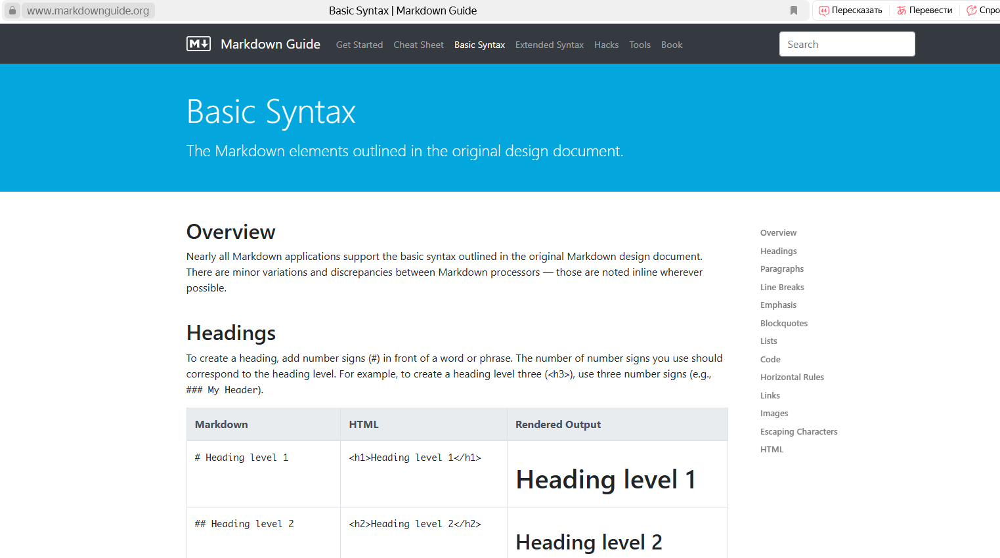 www.markdownguide.org
Basic Syntax | Markdown Guide
Пересказать
Перевести
Спро
Markdown Guide
Get Started
Cheat Sheet
Basic Syntax
Extended Syntax
Hacks
Tools
Book
Search
Basic Syntax
The Markdown elements outlined in the original design document.
Overview
Nearly all Markdown applications support the basic syntax outlined in the original Markdown design document.
There are minor variations and discrepancies between Markdown processors — those are noted inline wherever
possible.
Headings
To create a heading, add number signs (#) in front of a word or phrase. The number of number signs you use should
correspond to the heading level. For example, to create a heading level three (<h3>), use three number signs (e.g.,
### My Header).
Markdown HTML Rendered Output
# Heading level 1 <h1>Heading level 1</h1> Heading level 1
## Heading level 2 <h2>Heading level 2</h2> Heading level 2
Overview
Headings
Paragraphs
Line Breaks
Emphasis
Blockquotes
Lists
Code
Horizontal Rules
Links
Images
Escaping Characters
HTML